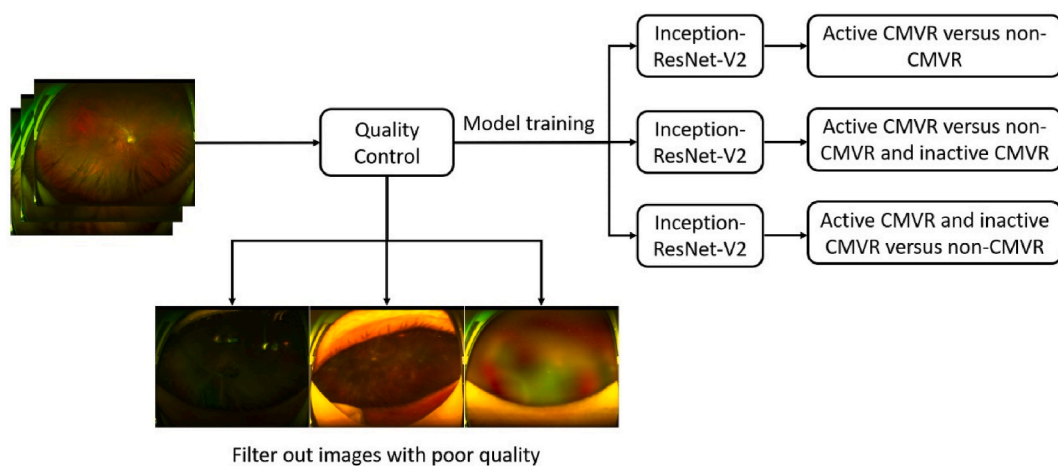 Inception-
ResNet-V2
Active CMVR versus non-
CMVR
Quality
Control
Model training
Inception-
ResNet-V2
Active CMVR versus non-
CMVR and inactive CMVR
Inception-
ResNet-V2
Active CMVR and inactive
CMVR versus non-CMVR
Filter out images with poor quality